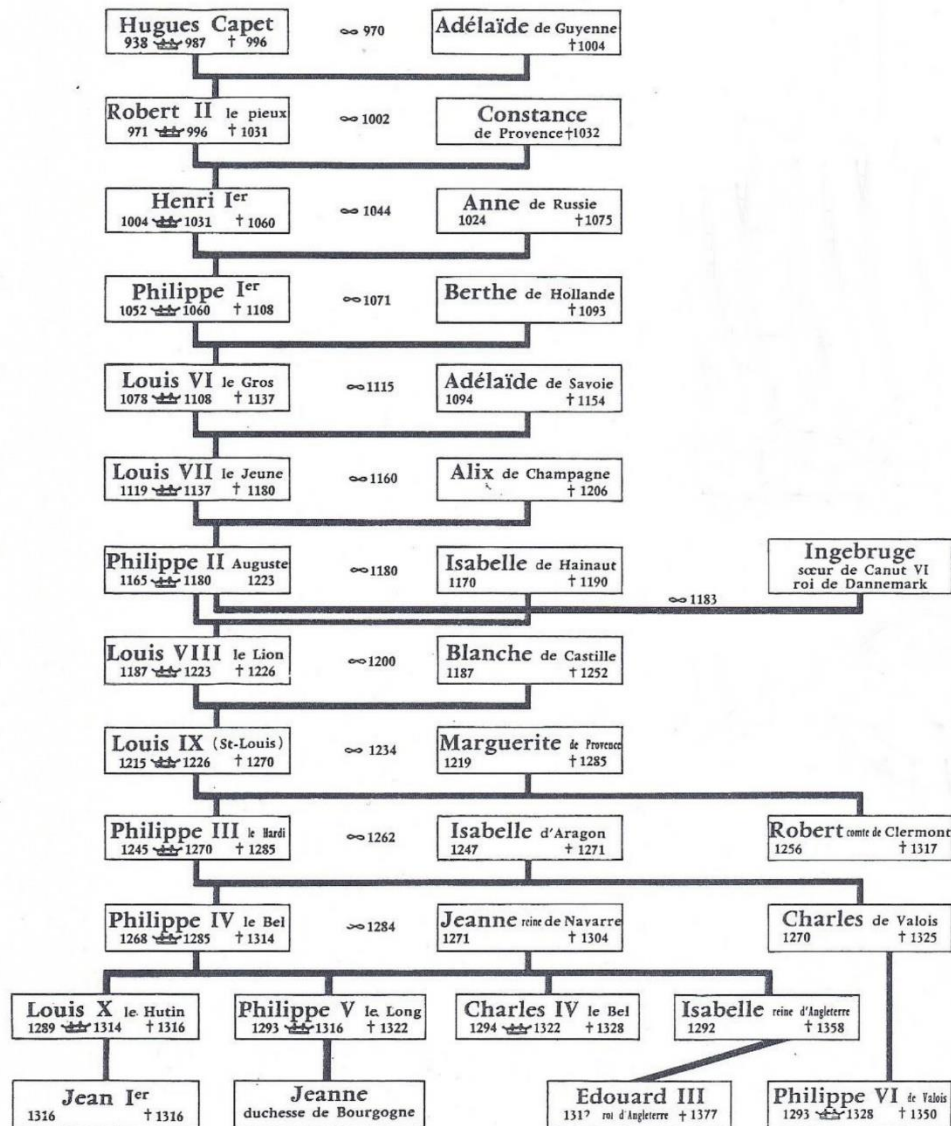 Hugues Capet
938 987 † 996
∞ 970
Adélaïde de Guyenne
†1004
Robert II le pieux
971 996 † 1031
∞1002
Constance
de Provence†1032
Henri Ier
1004 1031 † 1060
∞1044
Anne de Russie
1024 †1075
Philippe Ier
1052 1060 † 1108
∞1071
Berthe de Hollande
†1093
Louis VI le Gros
1078 1108 † 1137
∞1115
Adélaïde de Savoie
1094 † 1154
Louis VII le Jeune
1119 1137 † 1180
∞1160
Alix de Champagne
† 1206
Philippe II Auguste
1165 1180 1223
∞1180
Isabelle de Hainaut
1170 † 1190
Ingebruge
sœur de Canut VI
roi de Dannemark
∞1183
Louis VIII le Lion
1187 1223 † 1226
∞1200
Blanche de Castille
1187 † 1252
Louis IX (St-Louis)
1215 1226 † 1270
∞ 1234
Marguerite de Provence
1219 †1285
Philippe III le Hardi
1245 1270 † 1285
∞1262
Isabelle d'Aragon
1247 † 1271
Robert comte de Clermont
1256 † 1317
Philippe IV le Bel
1268 1285 † 1314
∞1284
Jeanne reine de Navarre
1271 † 1304
Charles de Valois
1270 † 1325
Louis X le Hutin
1289 1314 † 1316
Philippe V le Long
1293 1316 † 1322
Charles IV le Bel
1294 1322 † 1328
Isabelle reine d'Angleterre
1292 † 1358
Jean Ier
1316 † 1316
Jeanne
duchesse de Bourgogne
Edouard III
roi d'Angleterre † 1377
Philippe VI de Valois
1293 1328 † 1350